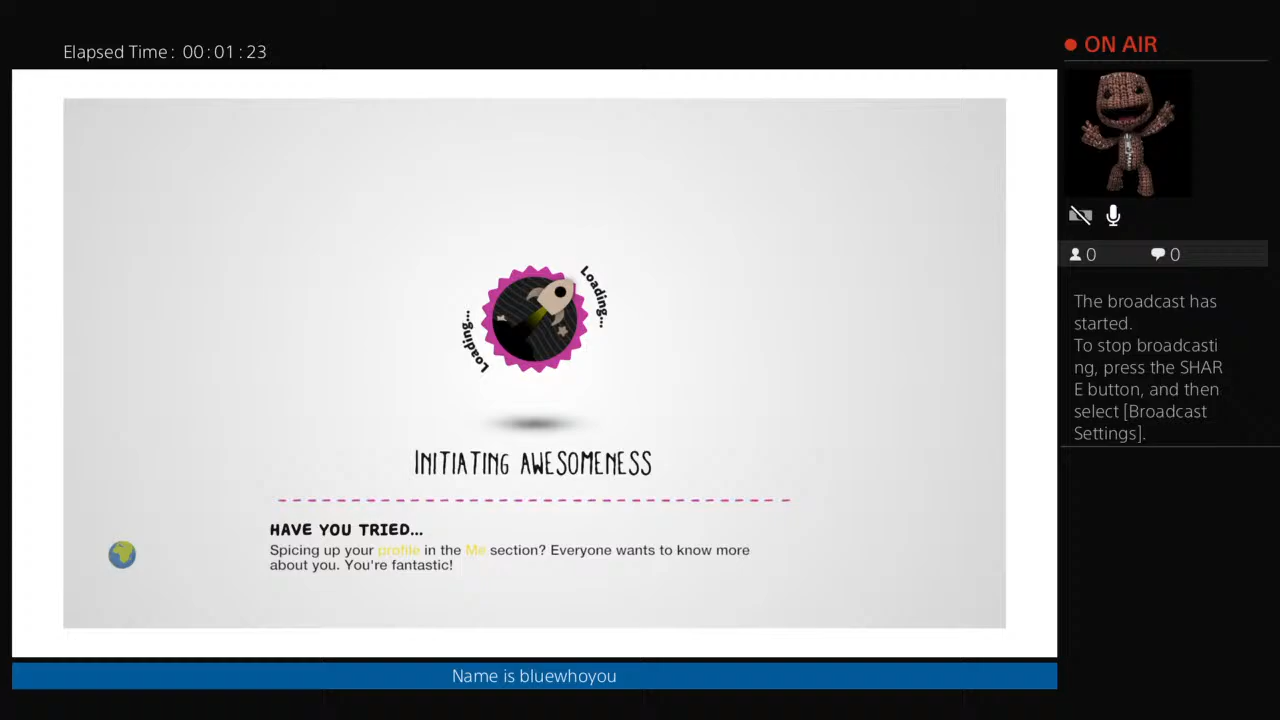 Elapsed Time: 00:01:23
ON AIR
0
0
The broadcast has
started.
To stop broadcasti
ng, press the SHAR
E button, and then
select [Broadcast
Settings].
Loading...
Loading...
INITIATING AWESOMENESS
HAVE YOU TRIED...
Spicing up your profile in the Me section? Everyone wants to know more
about you. You're fantastic!
Name is bluewhoyou